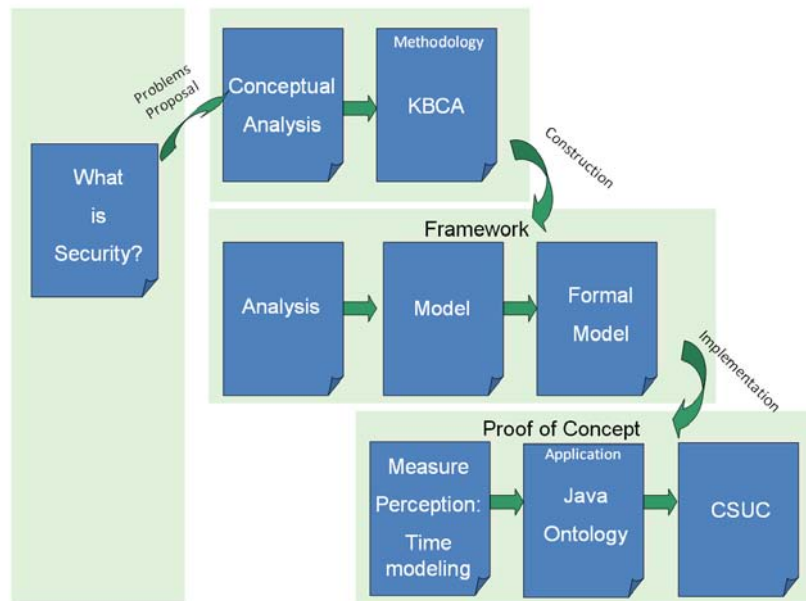 Problems
Proposal
What
is
Security?
Conceptual
Analysis
Methodology
KBCA
Construction
Framework
Analysis
Model
Formal
Model
Implementation
Proof of Concept
Measure
Perception:
Time
modeling
Application
Java
Ontology
CSUC